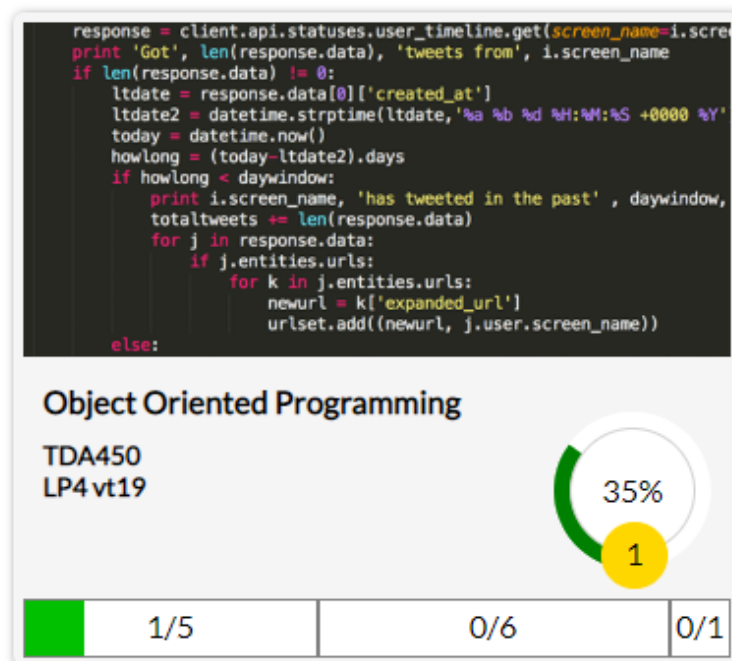 response = client.api.statuses.user_timeline.get(screen_name=i.scree
print 'Got', len(response.data), 'tweets from', i.screen_name
if len(response.data) != 0:
    ltdate = response.data[0]['created_at']
    ltdate2 = datetime.strptime(ltdate,'%a %b %d %H:%M:%S +0000 %Y'
    today = datetime.now()
    howlong = (today-ltdate2).days
    if howlong < daywindow:
        print i.screen_name, 'has tweeted in the past' , daywindow,
        totaltweets += len(response.data)
        for j in response.data:
            if j.entities.urls:
                for k in j.entities.urls:
                    newurl = k['expanded_url']
                    urlset.add((newurl, j.user.screen_name))
    else:
Object Oriented Programming
TDA450
LP4 vt19
35%
1
1/5 0/6 0/1